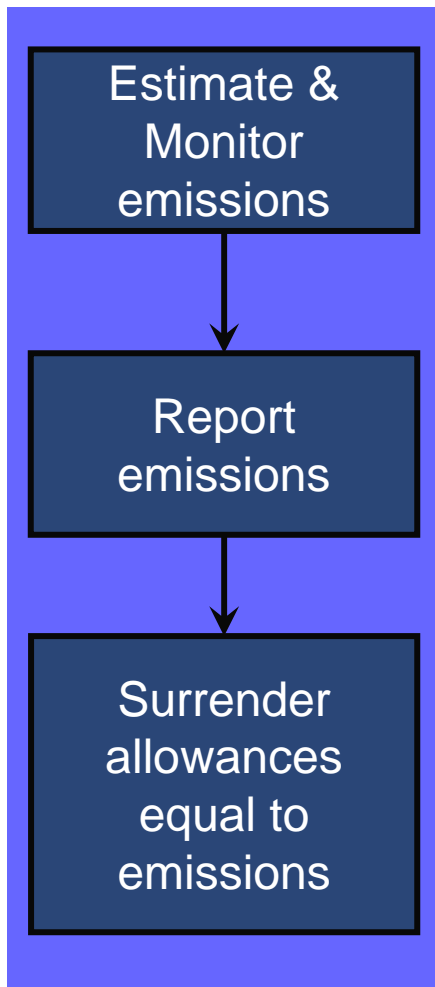 Estimate &
Monitor
emissions
Report
emissions
Surrender
allowances
equal to
emissions